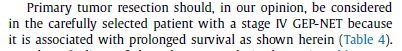 Primary tumor resection should, in our opinion, be considered
in the carefully selected patient with a stage IV GEP-NET because
it is associated with prolonged survival as shown herein (Table 4).